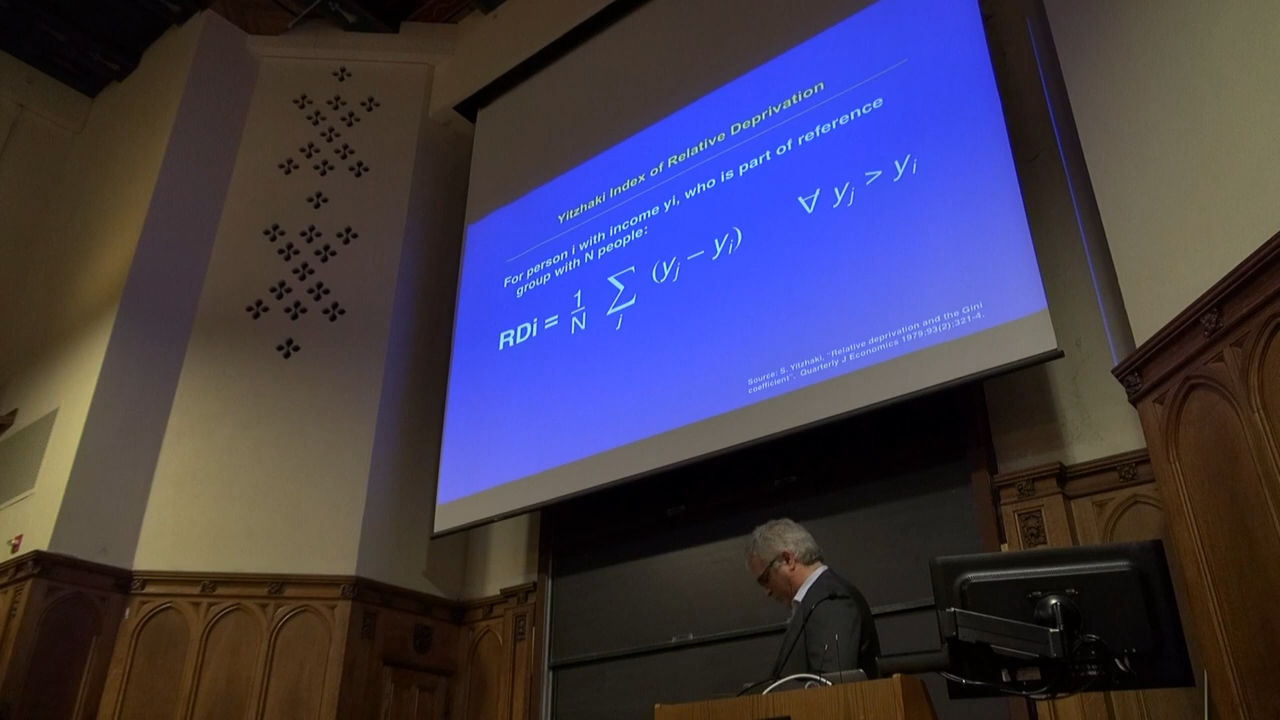 Yitzhaki Index of Relative Deprivation
For person i with income yi, who is part of reference
group with N people:
RDi = 1/N ∑j (yj − yi) ∀ yj > yi
Source: S. Yitzhaki. "Relative deprivation and the Gini
coefficient". Quarterly J Economics 1979;93(2):321-4.